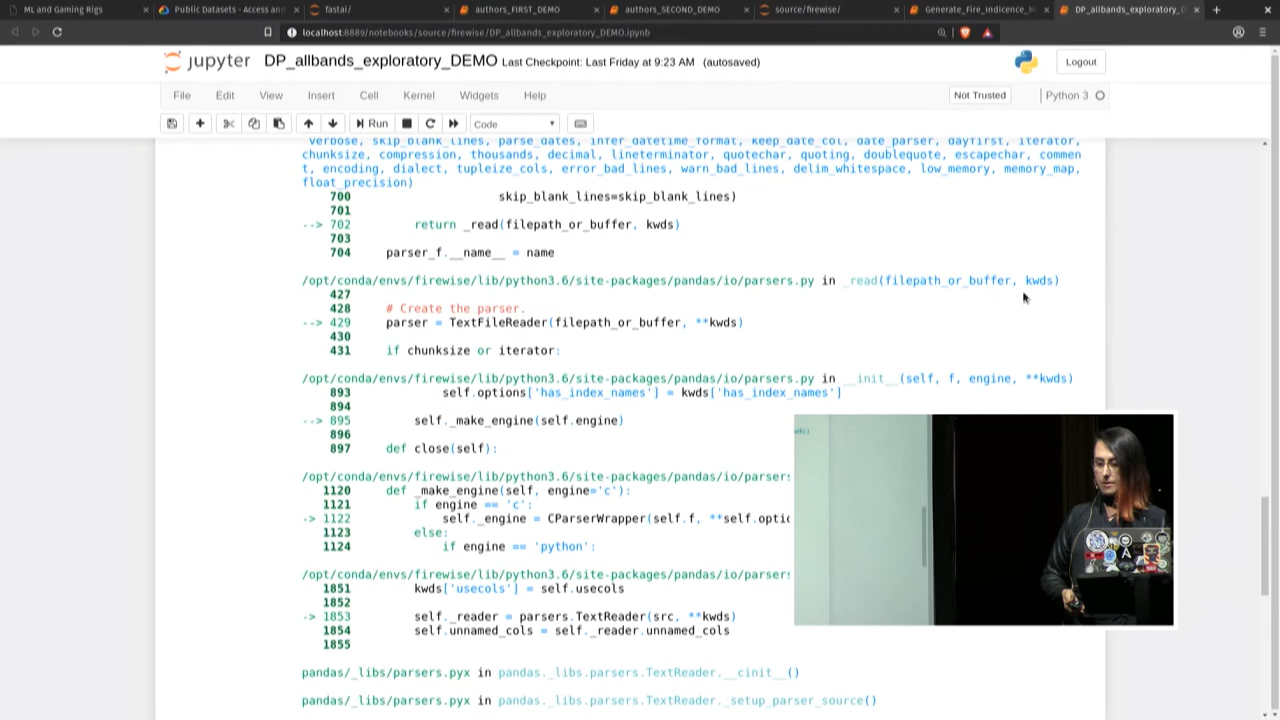 ML and Gaming Rigs
Public Datasets - Access and
fastai/
authors_FIRST_DEMO
authors_SECOND_DEMO
source/firewise/
Generate_Fire_Indicence_
DP_allbands_exploratory_D
localhost:8889/notebooks/source/firewise/DP_allbands_exploratory_DEMO.ipynb
jupyter DP_allbands_exploratory_DEMO Last Checkpoint: Last Friday at 9:23 AM (autosaved)
Logout
File Edit View Insert Cell Kernel Widgets Help
Not Trusted Python 3
Run Code
verbose, skip_blank_lines, parse_dates, infer_datetime_format, keep_date_col, date_parser, dayfirst, iterator,
chunksize, compression, thousands, decimal, lineterminator, quotechar, quoting, doublequote, escapechar, commen
t, encoding, dialect, tupleize_cols, error_bad_lines, warn_bad_lines, delim_whitespace, low_memory, memory_map,
float_precision)
700 skip_blank_lines=skip_blank_lines)
701
--> 702 return _read(filepath_or_buffer, kwds)
703
704 parser_f.__name__ = name
/opt/conda/envs/firewise/lib/python3.6/site-packages/pandas/io/parsers.py in _read(filepath_or_buffer, kwds)
427
428 # Create the parser.
--> 429 parser = TextFileReader(filepath_or_buffer, **kwds)
430
431 if chunksize or iterator:
/opt/conda/envs/firewise/lib/python3.6/site-packages/pandas/io/parsers.py in __init__(self, f, engine, **kwds)
893 self.options['has_index_names'] = kwds['has_index_names']
894
--> 895 self._make_engine(self.engine)
896
897 def close(self):
/opt/conda/envs/firewise/lib/python3.6/site-packages/pandas/io/parsers
1120 def _make_engine(self, engine='c'):
1121 if engine == 'c':
-> 1122 self._engine = CParserWrapper(self.f, **self.optio
1123 else:
1124 if engine == 'python':
/opt/conda/envs/firewise/lib/python3.6/site-packages/pandas/io/parsers
1851 kwds['usecols'] = self.usecols
1852
-> 1853 self._reader = parsers.TextReader(src, **kwds)
1854 self.unnamed_cols = self._reader.unnamed_cols
1855
pandas/_libs/parsers.pyx in pandas._libs.parsers.TextReader.__cinit__()
pandas/_libs/parsers.pyx in pandas._libs.parsers.TextReader._setup_parser_source()